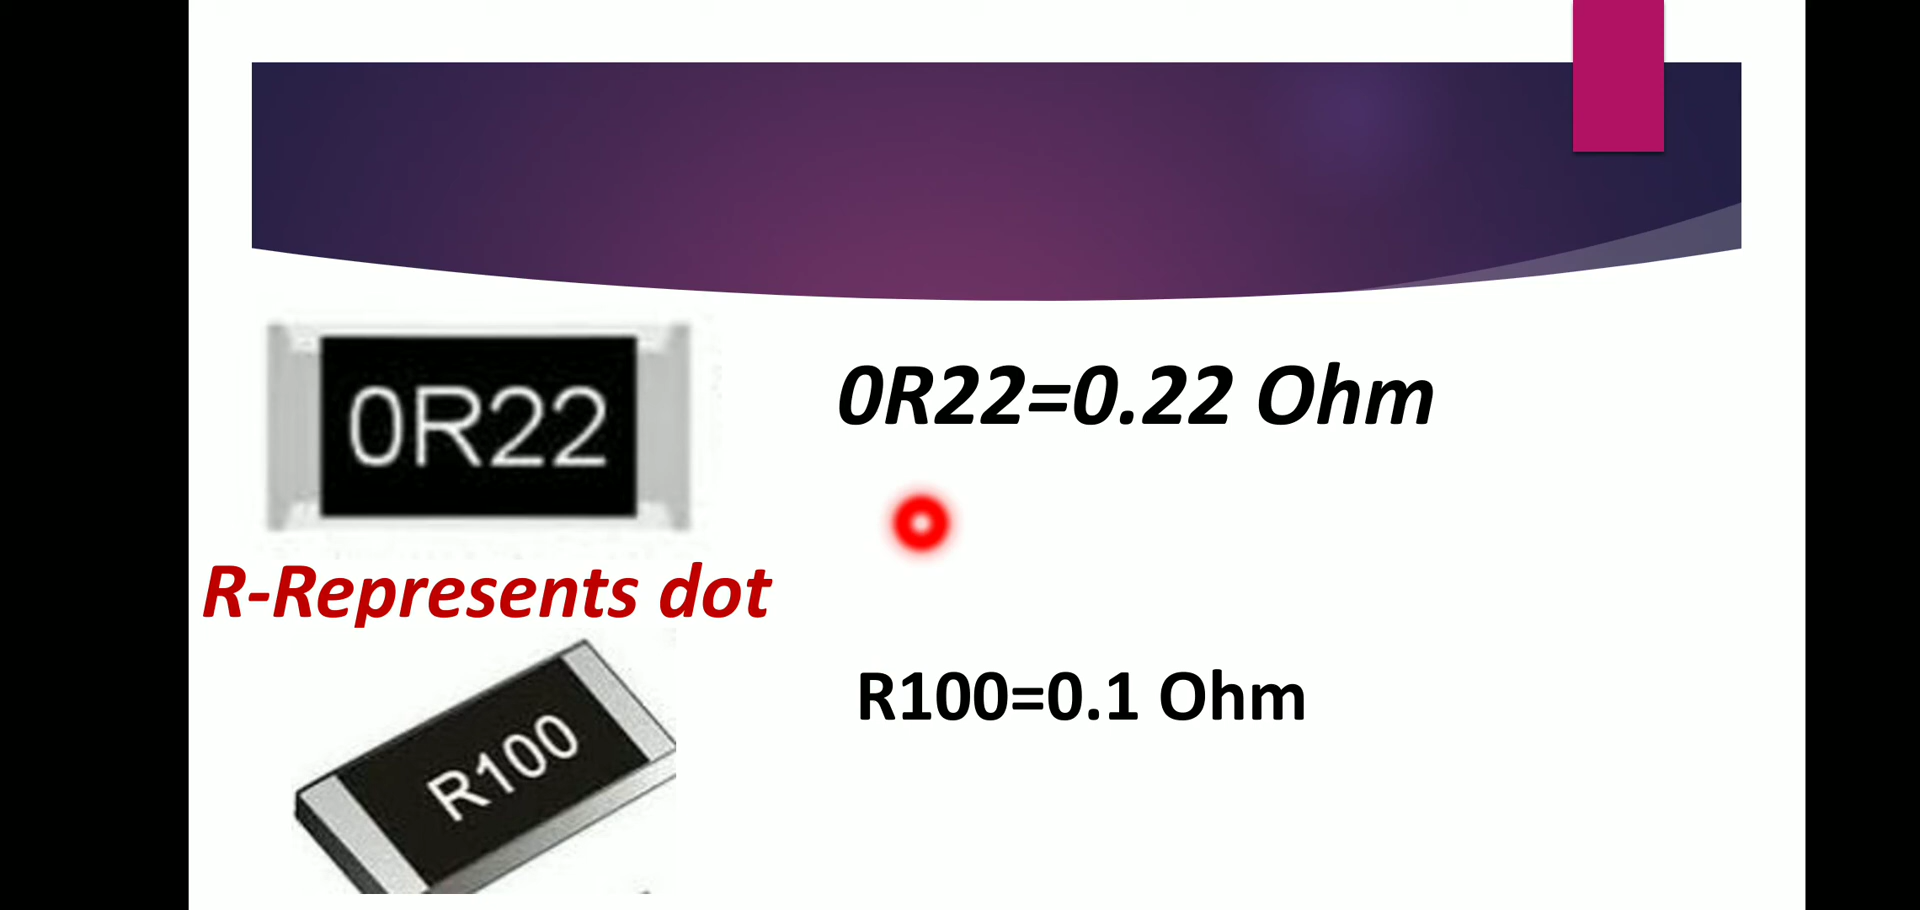 0R22
0R22=0.22 Ohm
R-Represents dot
R100
R100=0.1 Ohm